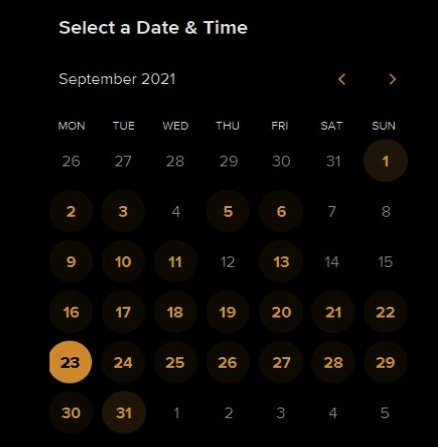 Select a Date & Time
September 2021
MON TUE WED THU FRI SAT SUN
26 27 28 29 30 31 1
2 3 4 5 6 7 8
9 10 11 12 13 14 15
16 17 18 19 20 21 22
23 24 25 26 27 28 29
30 31 1 2 3 4 5